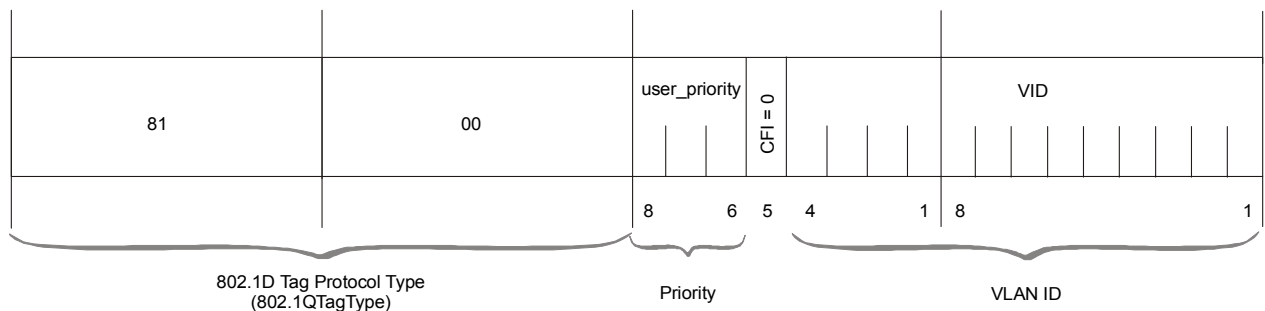 81
00
user_priority
CFI = 0
VID
8 6 5 4 1 8 1
802.1D Tag Protocol Type
(802.1QTagType)
Priority
VLAN ID